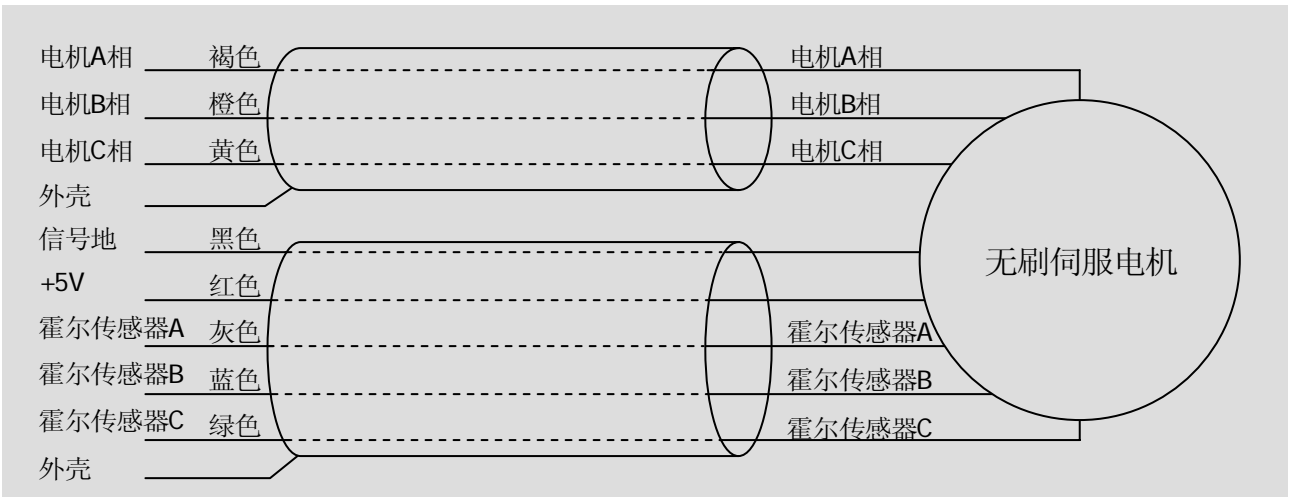 电机A相 褐色 电机A相
电机B相 橙色 电机B相
电机C相 黄色 电机C相
外壳
信号地 黑色
+5V 红色
无刷伺服电机
霍尔传感器A 灰色 霍尔传感器A
霍尔传感器B 蓝色 霍尔传感器B
霍尔传感器C 绿色 霍尔传感器C
外壳